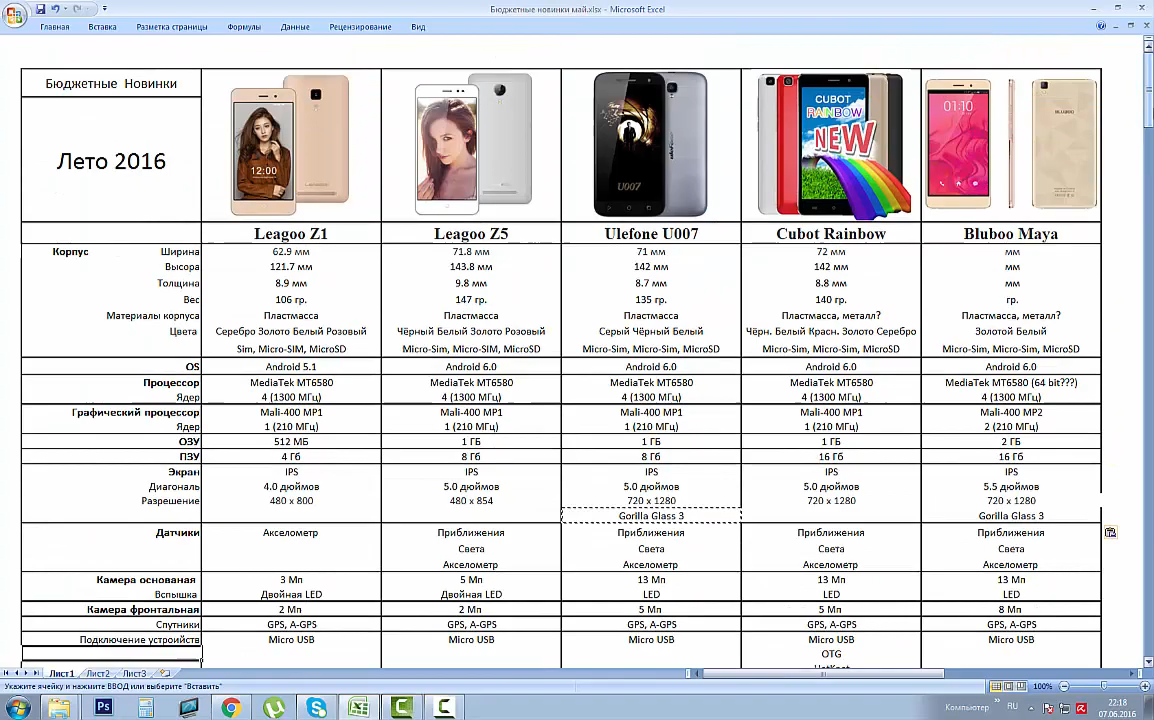 Бюджетные новинки май.xlsx - Microsoft Excel
Главная Вставка Разметка страницы Формулы Данные Рецензирование Вид
Бюджетные Новинки
Лето 2016
12:00
U007
CUBOT
RAINBOW
NEW
01:10
BLUBOO
Leagoo Z1 Leagoo Z5 Ulefone U007 Cubot Rainbow Bluboo Maya
Корпус Ширина 62.9 мм 71.8 мм 71 мм 72 мм мм
Высора 121.7 мм 143.8 мм 142 мм 142 мм мм
Толщина 8.9 мм 9.8 мм 8.7 мм 8.8 мм мм
Вес 106 гр. 147 гр. 135 гр. 140 гр. гр.
Материалы корпуса Пластмасса Пластмасса Пластмасса Пластмасса, металл? Пластмасса, металл?
Цвета Серебро Золото Белый Розовый Чёрный Белый Золото Розовый Серый Чёрный Белый Чёрн. Белый Красн. Золото Серебро Золотой Белый
Sim, Micro-SIM, MicroSD Micro-Sim, Micro-SIM, MicroSD Micro-Sim, Micro-SIM, MicroSD Micro-Sim, Micro-SIM, MicroSD Micro-Sim, Micro-SIM, MicroSD
OS Android 5.1 Android 6.0 Android 6.0 Android 6.0 Android 6.0
Процессор MediaTek MT6580 MediaTek MT6580 MediaTek MT6580 MediaTek MT6580 MediaTek MT6580 (64 bit???)
Ядер 4 (1300 МГц) 4 (1300 МГц) 4 (1300 МГц) 4 (1300 МГц) 4 (1300 МГц)
Графический процессор Mali-400 MP1 Mali-400 MP1 Mali-400 MP1 Mali-400 MP1 Mali-400 MP2
Ядер 1 (210 МГц) 1 (210 МГц) 1 (210 МГц) 1 (210 МГц) 2 (210 МГц)
ОЗУ 512 МБ 1 ГБ 1 ГБ 1 ГБ 2 ГБ
ПЗУ 4 Гб 8 Гб 8 Гб 16 Гб 16 Гб
Экран IPS IPS IPS IPS IPS
Диагональ 4.0 дюймов 5.0 дюймов 5.0 дюймов 5.0 дюймов 5.5 дюймов
Разрешение 480 x 800 480 x 854 720 x 1280 720 x 1280 720 x 1280
Gorilla Glass 3 Gorilla Glass 3
Датчики Акселометр Приближения Приближения Приближения Приближения
Света Света Света Света
Акселометр Акселометр Акселометр Акселометр
Камера основаная 3 Мп 5 Мп 13 Мп 13 Мп 13 Мп
Вспышка Двойная LED Двойная LED LED LED LED
Камера фронтальная 2 Мп 2 Мп 5 Мп 5 Мп 8 Мп
Спутники GPS, A-GPS GPS, A-GPS GPS, A-GPS GPS, A-GPS GPS, A-GPS
Подключение устроийств Micro USB Micro USB Micro USB Micro USB Micro USB
OTG
Лист1 Лист2 Лист3
Укажите ячейку и нажмите ВВОД или выберите "Вставить"
100%
Ps
Компьютер
RU
22:18
07.06.2016